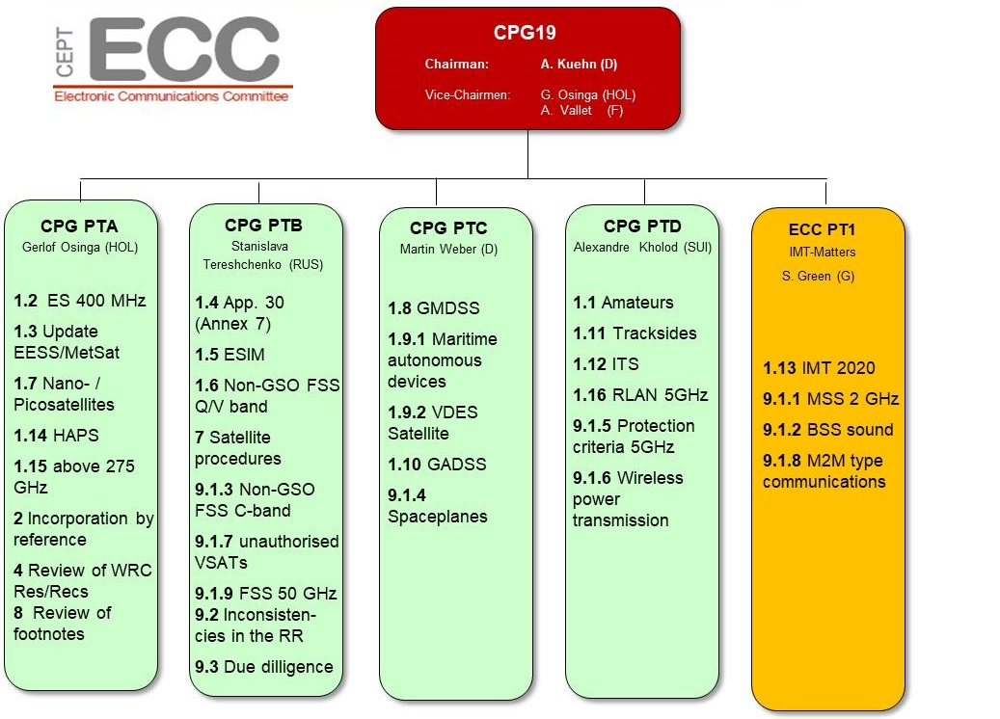 CEPT
ECC
Electronic Communications Committee
CPG19
Chairman: A. Kuehn (D)
Vice-Chairmen: G. Osinga (HOL)
A. Vallet (F)
CPG PTA
Gerlof Osinga (HOL)
1.2 ES 400 MHz
1.3 Update
EESS/MetSat
1.7 Nano- /
Picosatellites
1.14 HAPS
1.15 above 275
GHz
2 Incorporation by
reference
4 Review of WRC
Res/Recs
8 Review of
footnotes
CPG PTB
Stanislava
Tereshchenko (RUS)
1.4 App. 30
(Annex 7)
1.5 ESIM
1.6 Non-GSO FSS
Q/V band
7 Satellite
procedures
9.1.3 Non-GSO
FSS C-band
9.1.7 unauthorised
VSATs
9.1.9 FSS 50 GHz
9.2 Inconsisten-
cies in the RR
9.3 Due dilligence
CPG PTC
Martin Weber (D)
1.8 GMDSS
1.9.1 Maritime
autonomous
devices
1.9.2 VDES
Satellite
1.10 GADSS
9.1.4
Spaceplanes
CPG PTD
Alexandre Kholod (SUI)
1.1 Amateurs
1.11 Tracksides
1.12 ITS
1.16 RLAN 5GHz
9.1.5 Protection
criteria 5GHz
9.1.6 Wireless
power
transmission
ECC PT1
IMT-Matters
S. Green (G)
1.13 IMT 2020
9.1.1 MSS 2 GHz
9.1.2 BSS sound
9.1.8 M2M type
communications